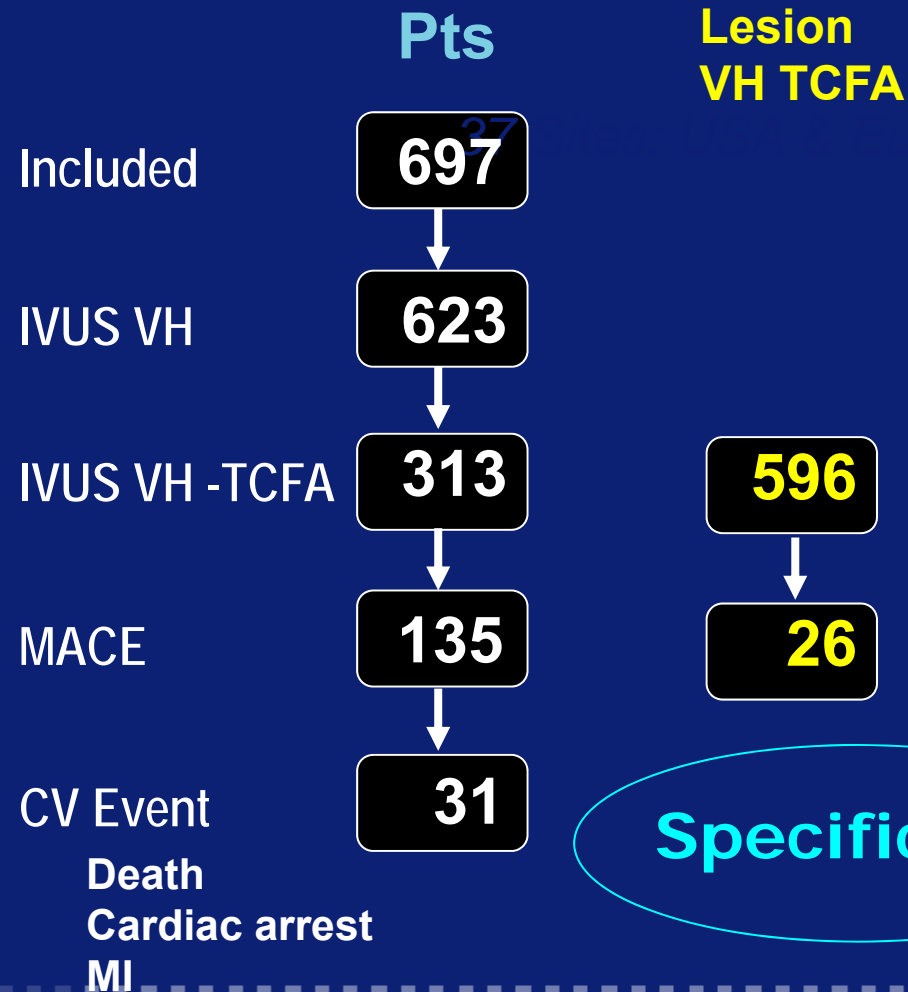 Pts
Lesion
VH TCFA
Included
697
37
IVUS VH
623
IVUS VH -TCFA
313
596
MACE
135
26
CV Event
31
Death
Cardiac arrest
MI